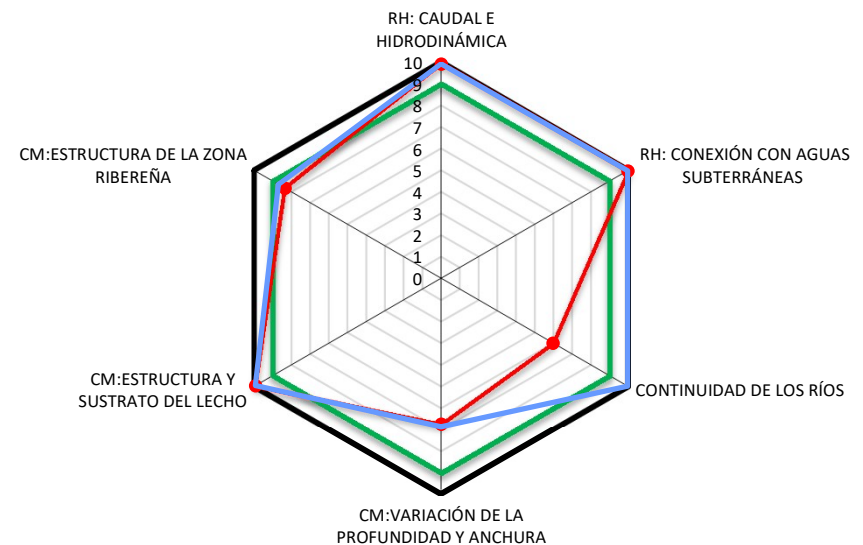 RH: CAUDAL E
HIDRODINÁMICA
10
9
8
7
6
5
4
3
2
1
0
RH: CONEXIÓN CON AGUAS
SUBTERRÁNEAS
CONTINUIDAD DE LOS RÍOS
CM:VARIACIÓN DE LA
PROFUNDIDAD Y ANCHURA
CM:ESTRUCTURA Y
SUSTRATO DEL LECHO
CM:ESTRUCTURA DE LA ZONA
RIBEREÑA